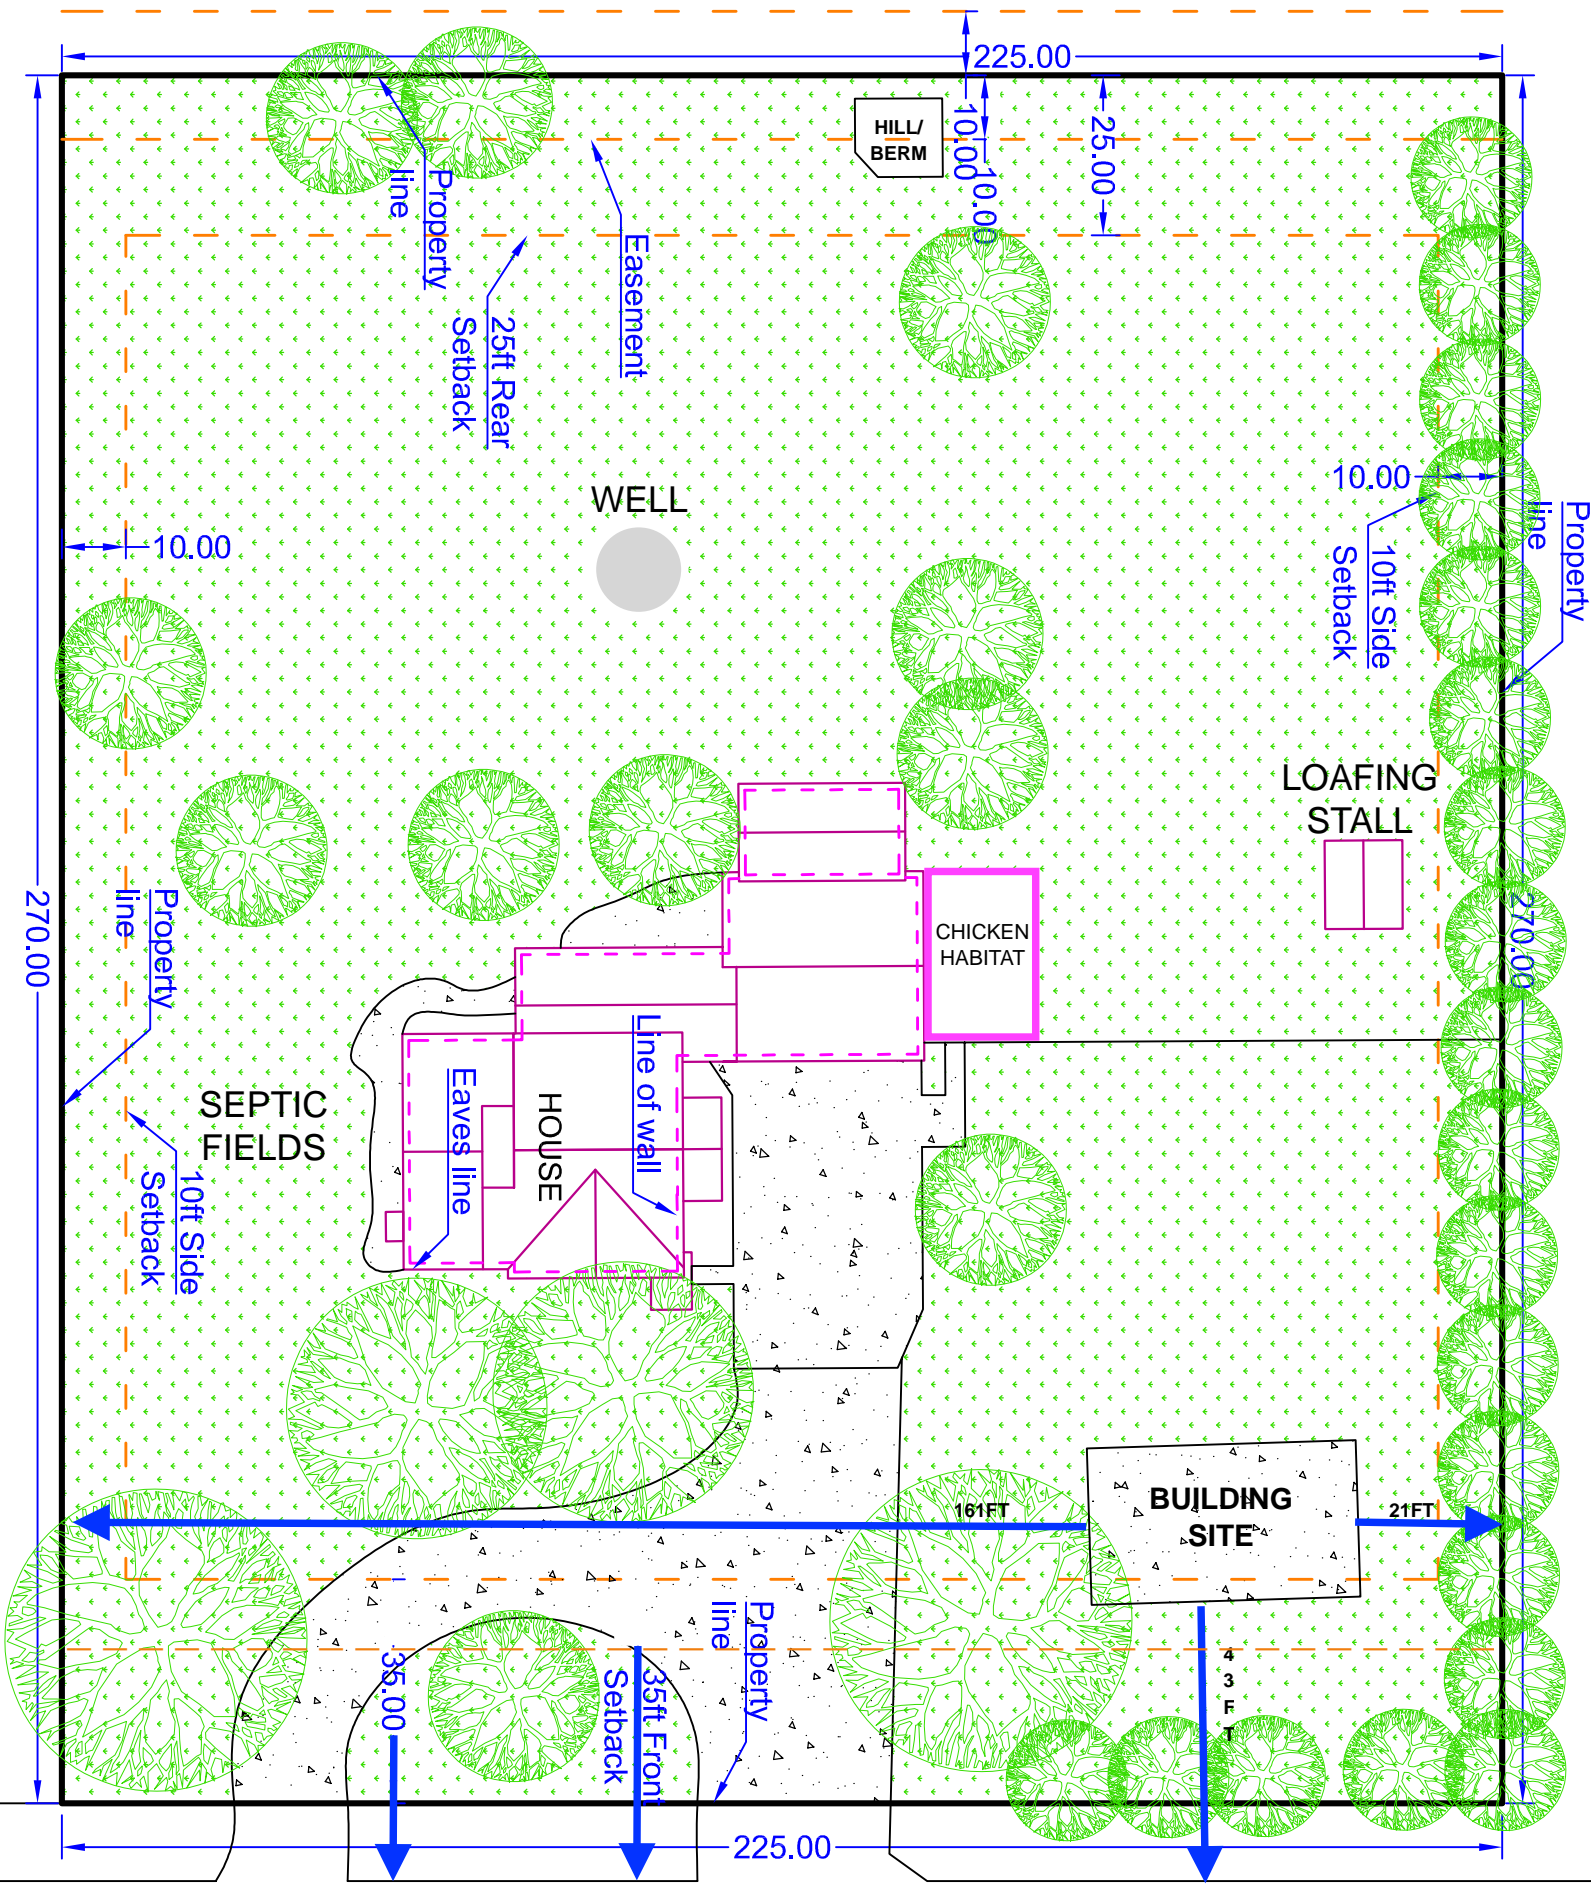 225.00
HILL/
BERM
10.00
10.00
25.00
Property
line
Easement
25ft Rear
Setback
WELL
10.00
10.00
Property
line
10ft Side
Setback
LOAFING
STALL
270.00
Property
line
CHICKEN
HABITAT
270.00
SEPTIC
FIELDS
Eaves line
HOUSE
Line of wall
10ft Side
Setback
161FT
BUILDING
SITE
21FT
35.00
35ft Front
Setback
Property
line
4
3
F
T
225.00